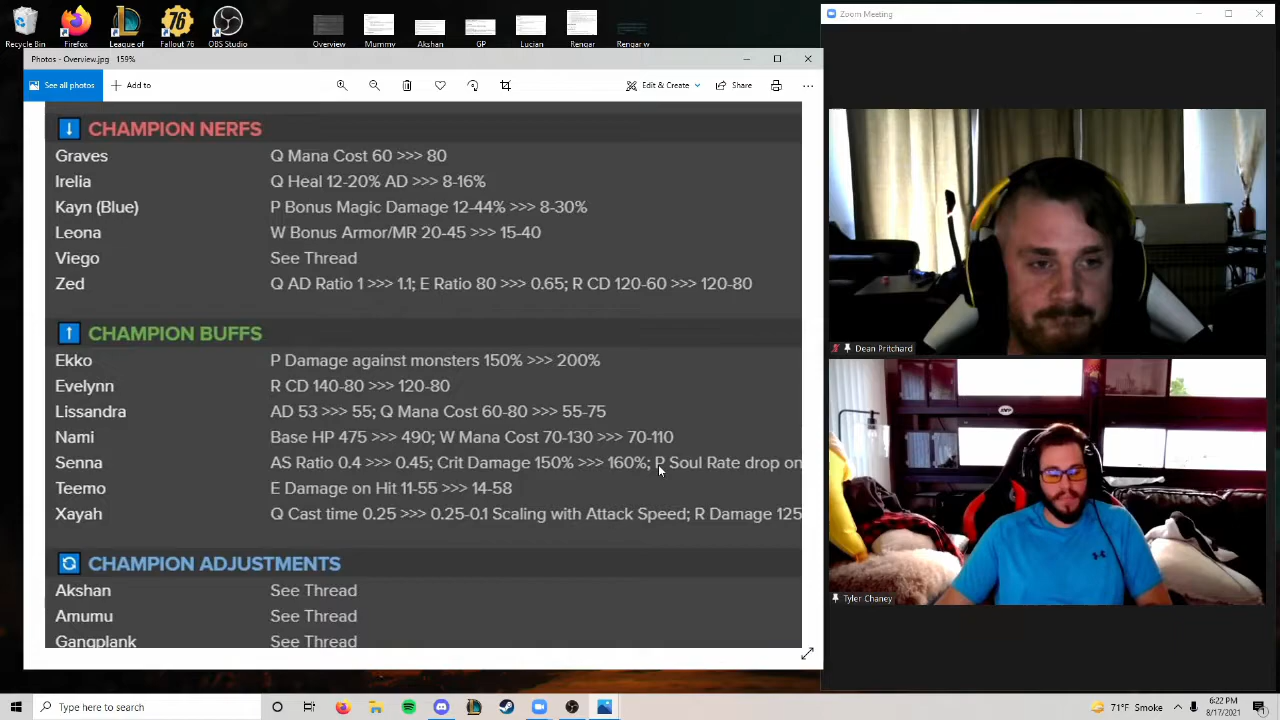 Recycle Bin
Firefox
League of
Fallout 76
OBS Studio
Overview
Mummy
Akshan
GP
Lucian
Rengar
Rengar w
Zoom Meeting
Photos - Overview.jpg 159%
See all photos
Add to
Edit & Create
Share
CHAMPION NERFS
Graves Q Mana Cost 60 >>> 80
Irelia Q Heal 12-20% AD >>> 8-16%
Kayn (Blue) P Bonus Magic Damage 12-44% >>> 8-30%
Leona W Bonus Armor/MR 20-45 >>> 15-40
Viego See Thread
Zed Q AD Ratio 1 >>> 1.1; E Ratio 80 >>> 0.65; R CD 120-60 >>> 120-80
CHAMPION BUFFS
Ekko P Damage against monsters 150% >>> 200%
Evelynn R CD 140-80 >>> 120-80
Lissandra AD 53 >>> 55; Q Mana Cost 60-80 >>> 55-75
Nami Base HP 475 >>> 490; W Mana Cost 70-130 >>> 70-110
Senna AS Ratio 0.4 >>> 0.45; Crit Damage 150% >>> 160%; P Soul Rate drop on
Teemo E Damage on Hit 11-55 >>> 14-58
Xayah Q Cast time 0.25 >>> 0.25-0.1 Scaling with Attack Speed; R Damage 125
CHAMPION ADJUSTMENTS
Akshan See Thread
Amumu See Thread
Gangplank See Thread
Dean Pritchard
Tyler Chaney
Type here to search
71°F Smoke
6:22 PM
8/17/2021